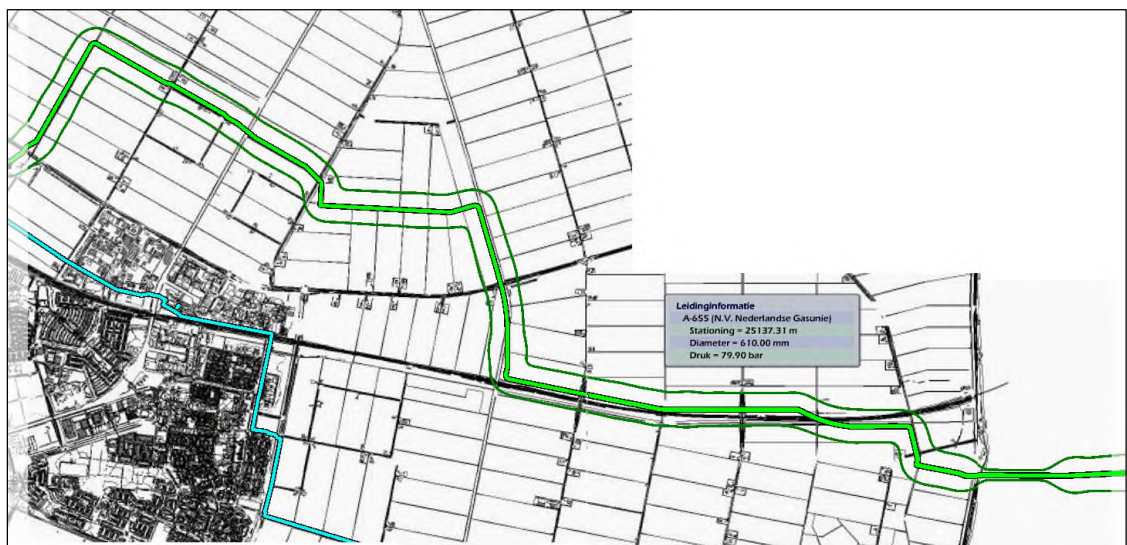 Leidinginformatie
A-655 (N.V. Nederlandse Gasunie)
Stationing = 25137.31 m
Diameter = 610.00 mm
Druk = 79.90 bar